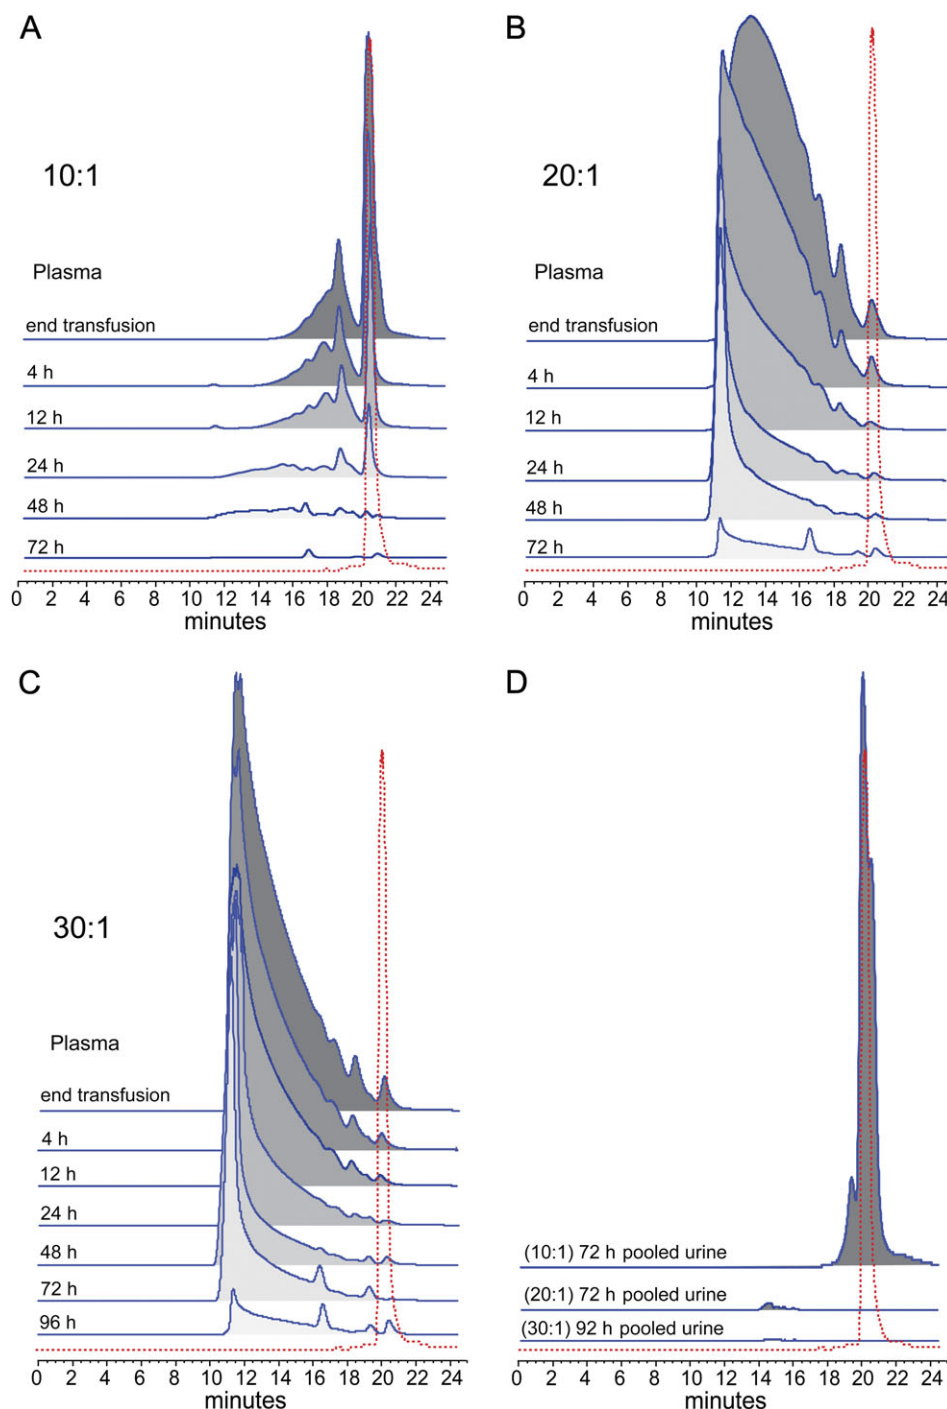 A
10:1
Plasma
end transfusion
4 h
12 h
24 h
48 h
72 h
0 2 4 6 8 10 12 14 16 18 20 22 24
minutes
B
20:1
Plasma
end transfusion
4 h
12 h
24 h
48 h
72 h
0 2 4 6 8 10 12 14 16 18 20 22 24
minutes
C
30:1
Plasma
end transfusion
4 h
12 h
24 h
48 h
72 h
96 h
0 2 4 6 8 10 12 14 16 18 20 22 24
minutes
D
(10:1) 72 h pooled urine
(20:1) 72 h pooled urine
(30:1) 92 h pooled urine
0 2 4 6 8 10 12 14 16 18 20 22 24
minutes